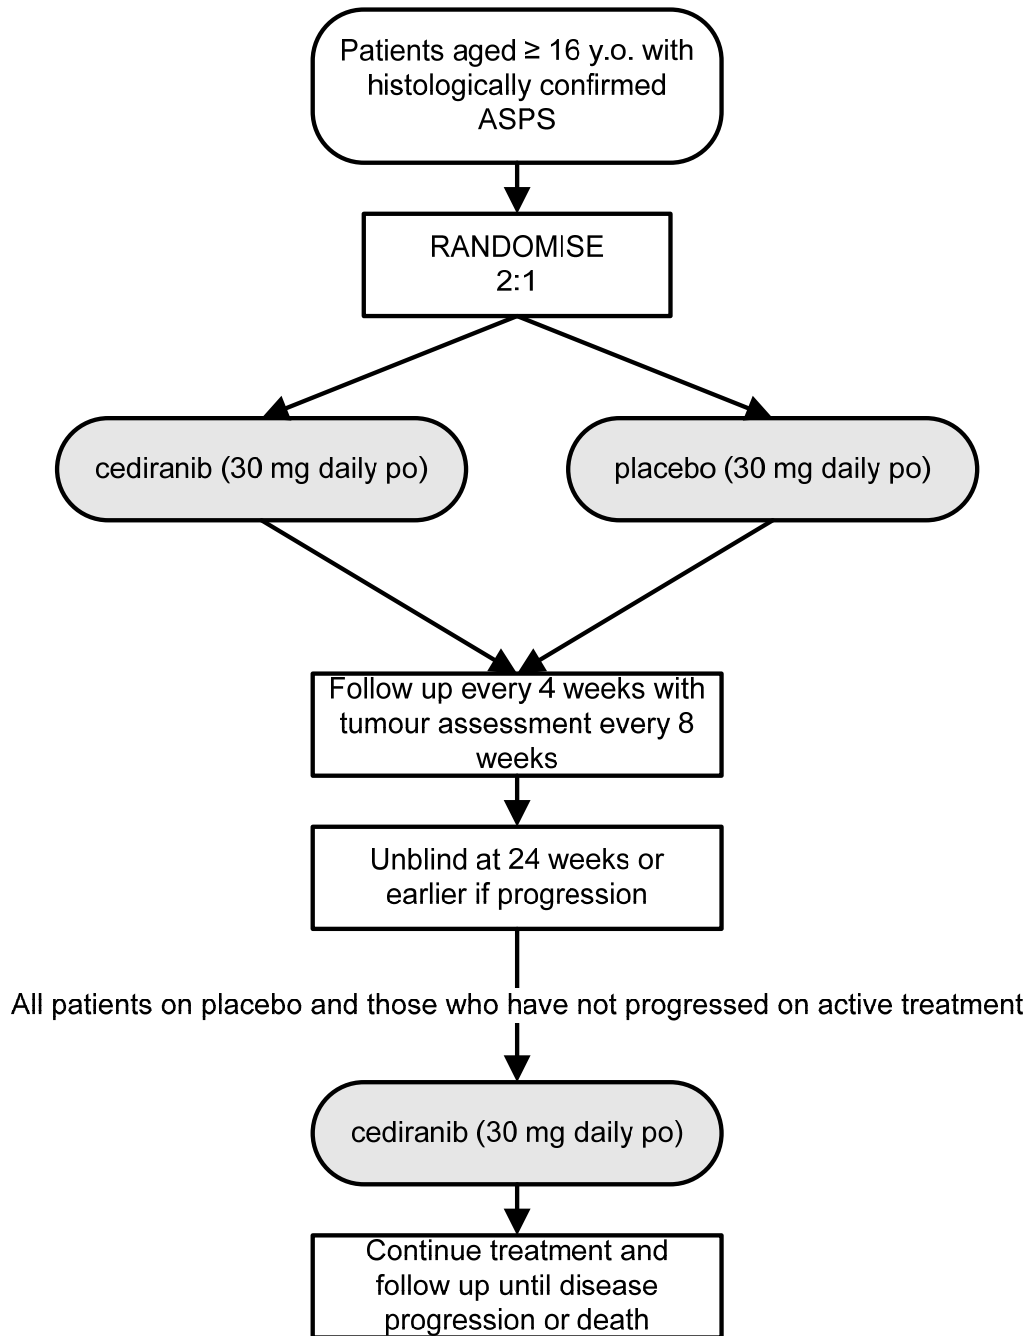 Patients aged ≥ 16 y.o. with
histologically confirmed
ASPS
RANDOMISE
2:1
cediranib (30 mg daily po)
placebo (30 mg daily po)
Follow up every 4 weeks with
tumour assessment every 8
weeks
Unblind at 24 weeks or
earlier if progression
All patients on placebo and those who have not progressed on active treatment
cediranib (30 mg daily po)
Continue treatment and
follow up until disease
progression or death